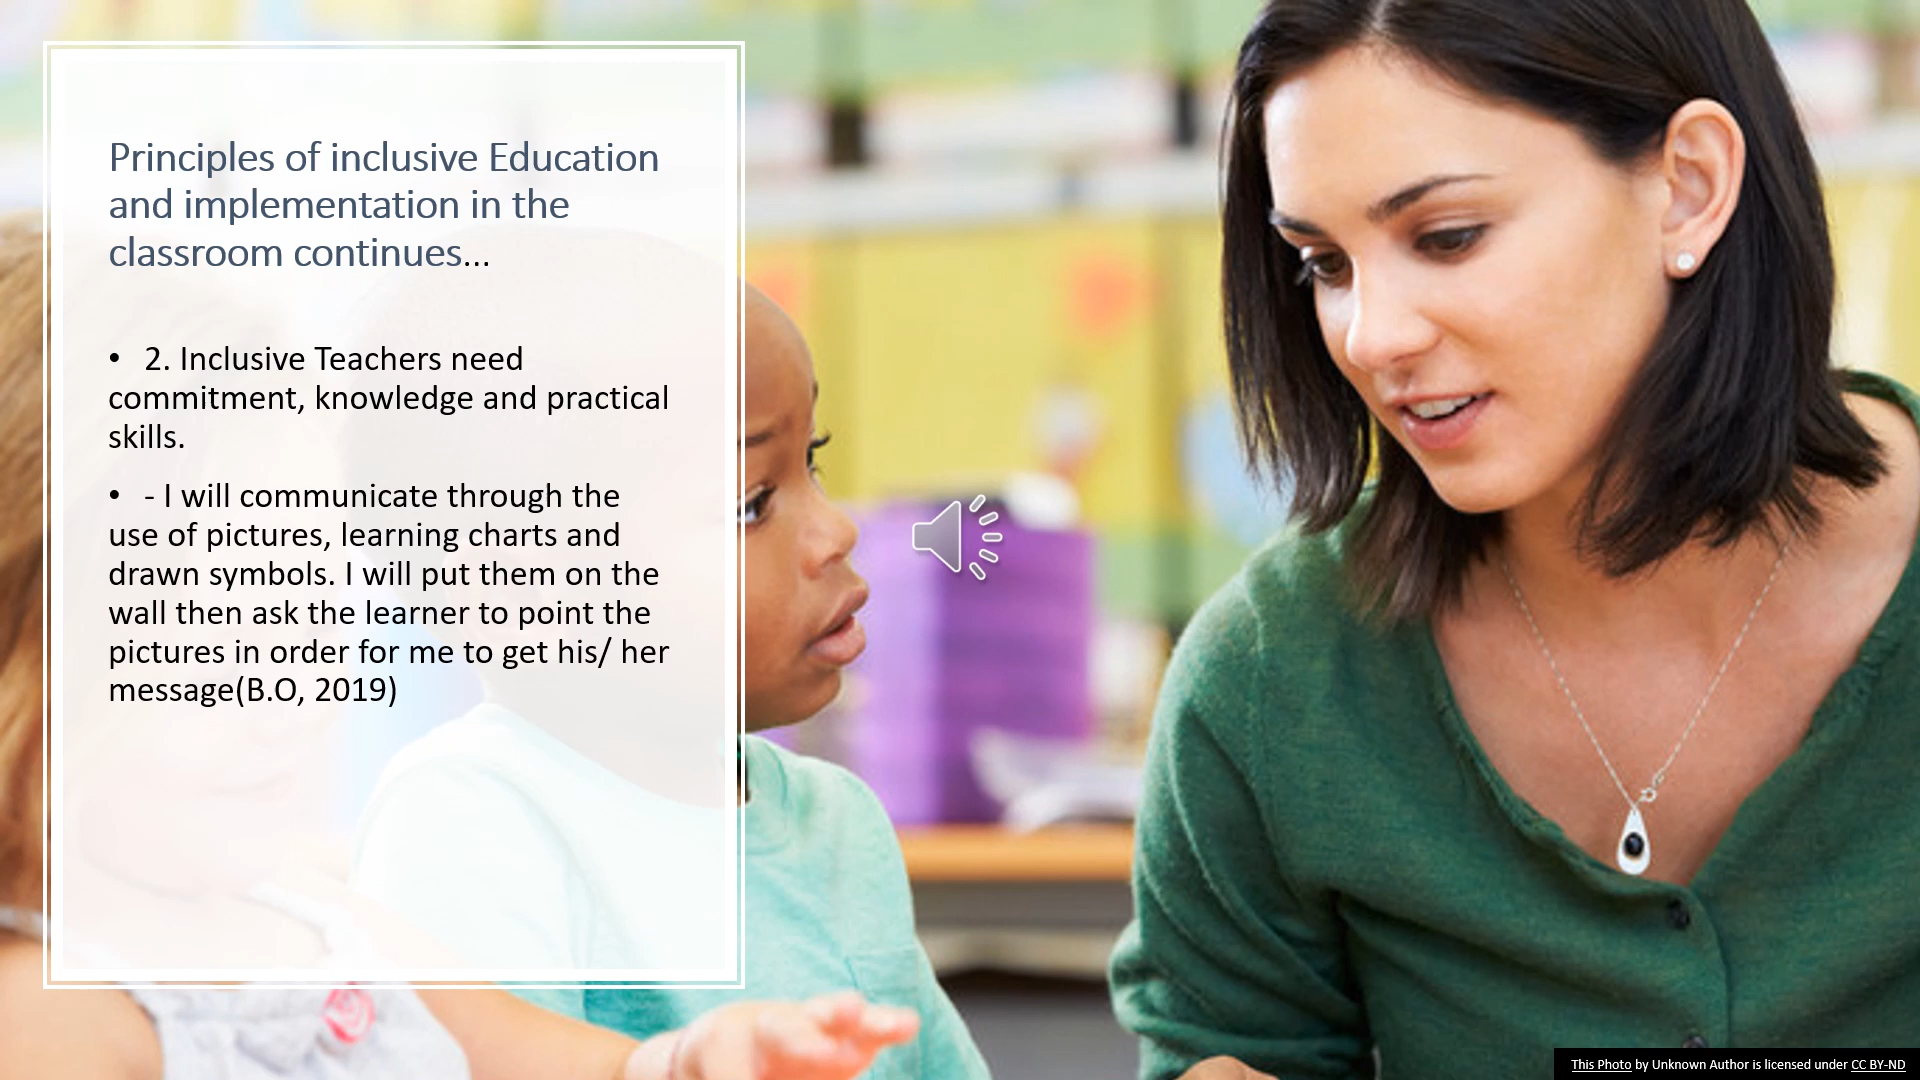 Principles of inclusive Education
and implementation in the
classroom continues...
• 2. Inclusive Teachers need
commitment, knowledge and practical
skills.
• - I will communicate through the
use of pictures, learning charts and
drawn symbols. I will put them on the
wall then ask the learner to point the
pictures in order for me to get his/ her
message(B.O, 2019)
This Photo by Unknown Author is licensed under CC BY-ND